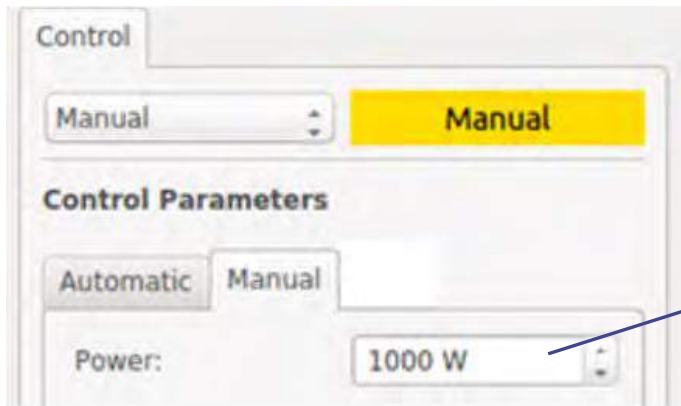 Control
Manual Manual
Control Parameters
Automatic Manual
Power: 1000 W